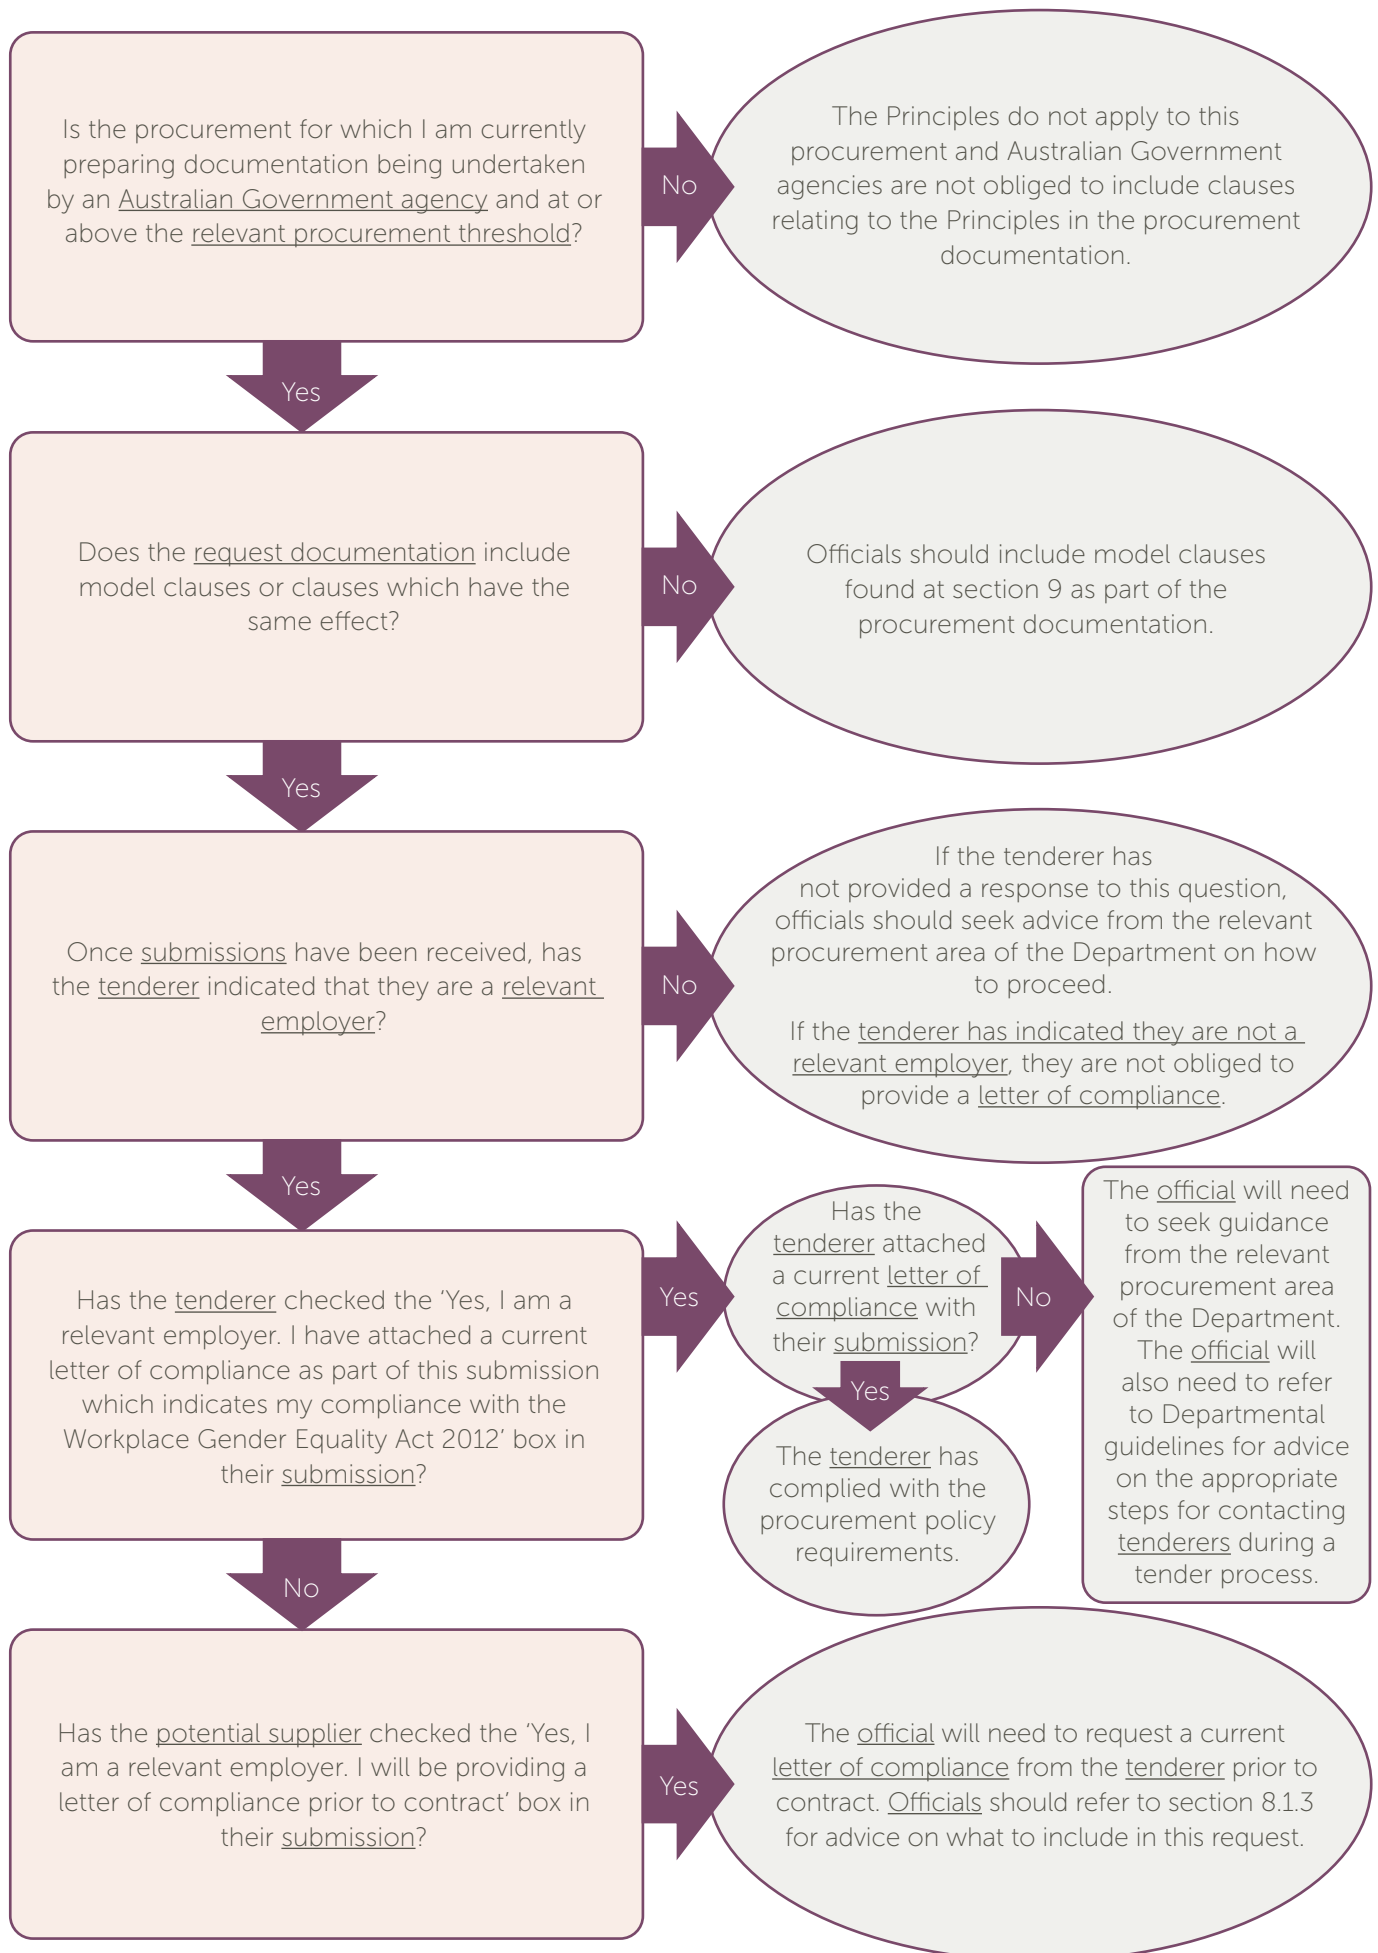 Is the procurement for which I am currently
preparing documentation being undertaken
by an Australian Government agency and at or
above the relevant procurement threshold?
No
The Principles do not apply to this
procurement and Australian Government
agencies are not obliged to include clauses
relating to the Principles in the procurement
documentation.
Yes
Does the request documentation include
model clauses or clauses which have the
same effect?
No
Officials should include model clauses
found at section 9 as part of the
procurement documentation.
Yes
Once submissions have been received, has
the tenderer indicated that they are a relevant
employer?
No
If the tenderer has
not provided a response to this question,
officials should seek advice from the relevant
procurement area of the Department on how
to proceed.
If the tenderer has indicated they are not a
relevant employer, they are not obliged to
provide a letter of compliance.
Yes
Has the tenderer checked the ‘Yes, I am a
relevant employer. I have attached a current
letter of compliance as part of this submission
which indicates my compliance with the
Workplace Gender Equality Act 2012’ box in
their submission?
Yes
Has the
tenderer attached
a current letter of
compliance with
their submission?
No
The official will need
to seek guidance
from the relevant
procurement area
of the Department.
The official will
also need to refer
to Departmental
guidelines for advice
on the appropriate
steps for contacting
tenderers during a
tender process.
Yes
The tenderer has
complied with the
procurement policy
requirements.
No
Has the potential supplier checked the ‘Yes, I
am a relevant employer. I will be providing a
letter of compliance prior to contract’ box in
their submission?
Yes
The official will need to request a current
letter of compliance from the tenderer prior to
contract. Officials should refer to section 8.1.3
for advice on what to include in this request.